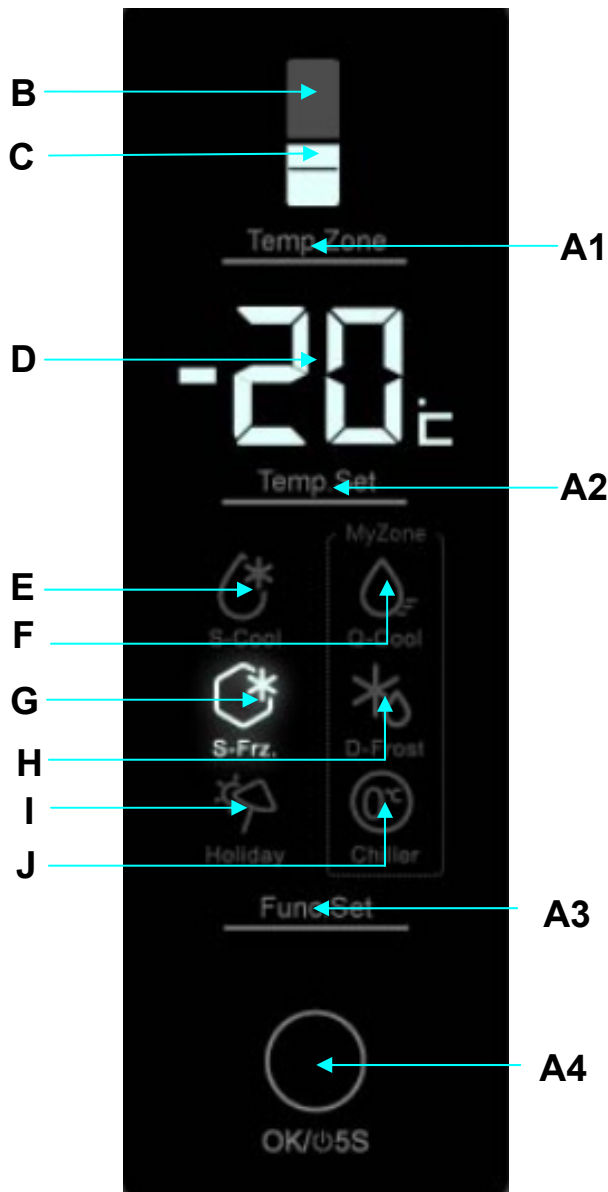 B
C
Temp.Zone
A1
D
-20℃
Temp.Set
A2
MyZone
E
F
S-Cool
Q-Cool
G
S-Frz.
D-Frost
H
I
0℃
J
Holiday
Chiller
Func.Set
A3
A4
OK/⏻5S